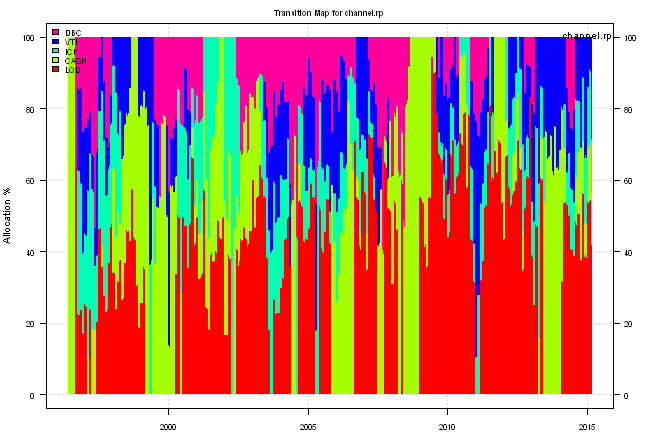 Transition Map for channel.rp
channel.rp
DBC
VTI
ICF
CASH
LQD
Allocation %
100
80
60
40
20
0
100
80
60
40
20
0
2000
2005
2010
2015